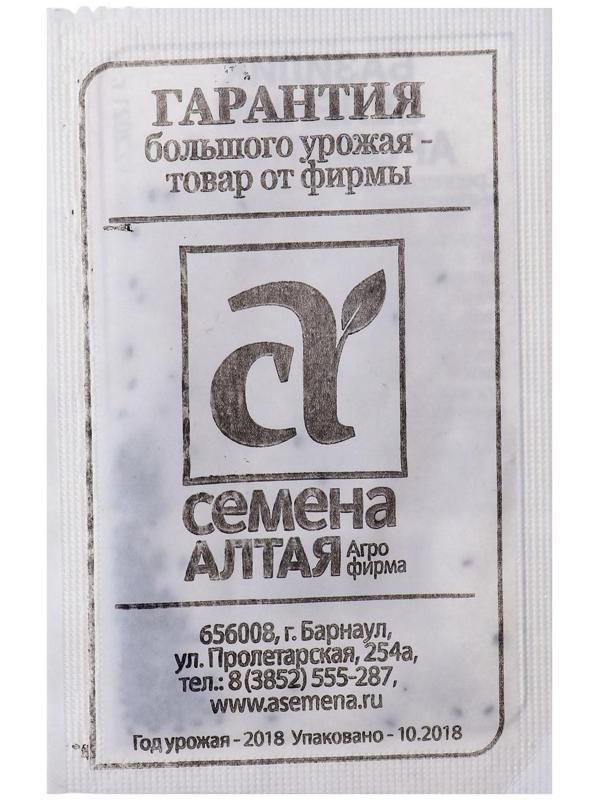 ГАРАНТИЯ
большого урожая -
товар от фирмы
семена
АЛТАЯ Агро
фирма
656008, г. Барнаул,
ул. Пролетарская, 254а,
тел.: 8 (3852) 555-287,
www.asemena.ru
Год урожая - 2018 Упаковано - 10.2018